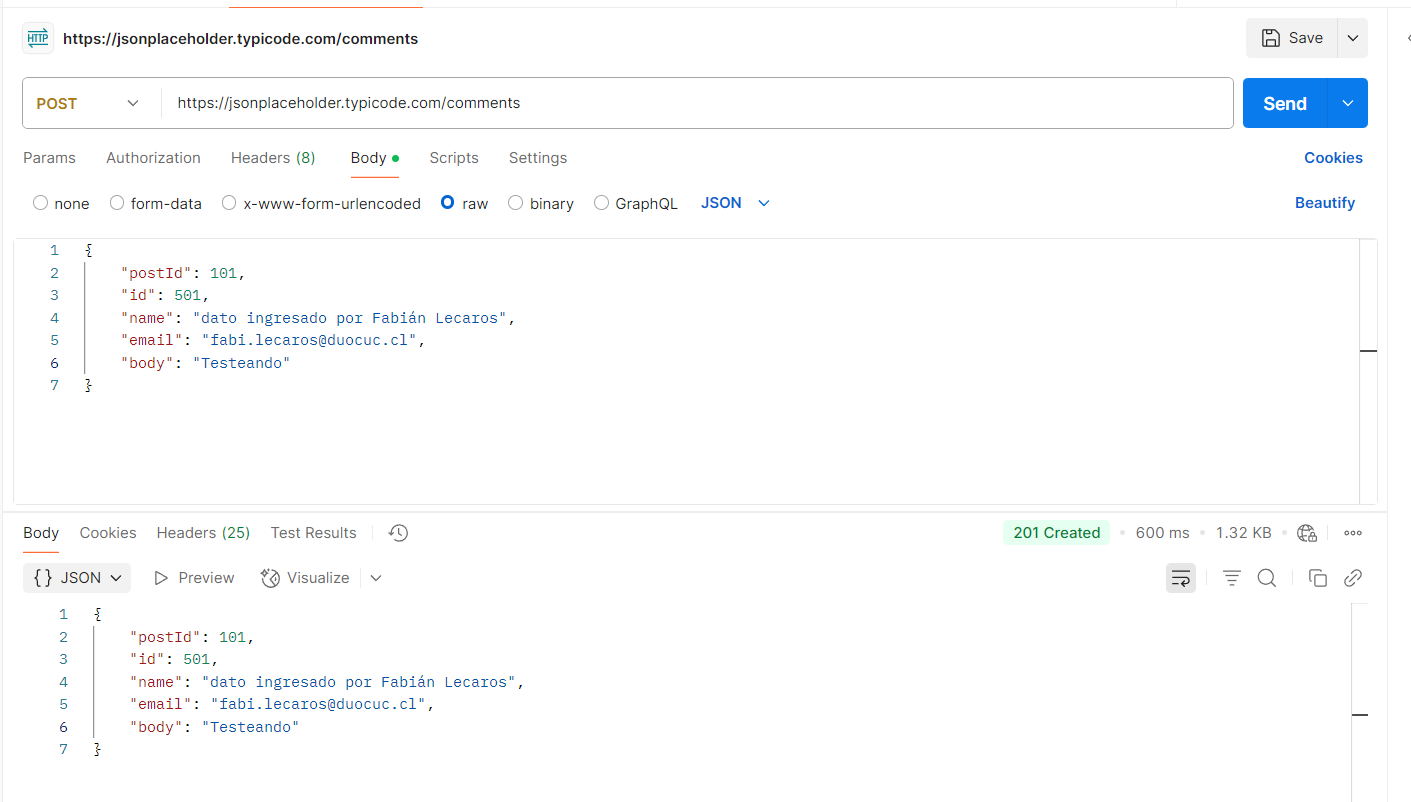 HTTP https://jsonplaceholder.typicode.com/comments Save
POST https://jsonplaceholder.typicode.com/comments Send
Params Authorization Headers (8) Body Scripts Settings Cookies
none form-data x-www-form-urlencoded raw binary GraphQL JSON Beautify
1 {
2 "postId": 101,
3 "id": 501,
4 "name": "dato ingresado por Fabián Lecaros",
5 "email": "fabi.lecaros@duocuc.cl",
6 "body": "Testeando"
7 }
Body Cookies Headers (25) Test Results 201 Created • 600 ms • 1.32 KB •
{} JSON Preview Visualize
1 {
2 "postId": 101,
3 "id": 501,
4 "name": "dato ingresado por Fabián Lecaros",
5 "email": "fabi.lecaros@duocuc.cl",
6 "body": "Testeando"
7 }